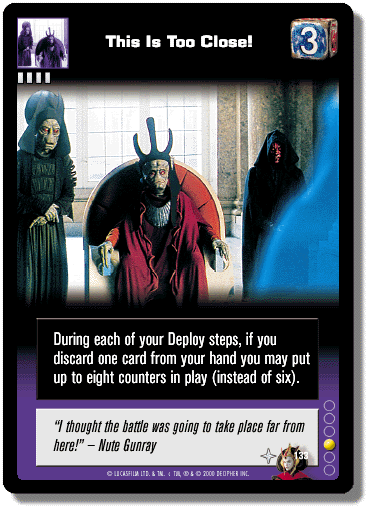 This Is Too Close!
3
During each of your Deploy steps, if you
discard one card from your hand you may put
up to eight counters in play (instead of six).
“I thought the battle was going to take place far from
here!” – Nute Gunray
133
© LUCASFILM LTD. & TM, ® & © 2000 DECIPHER INC.